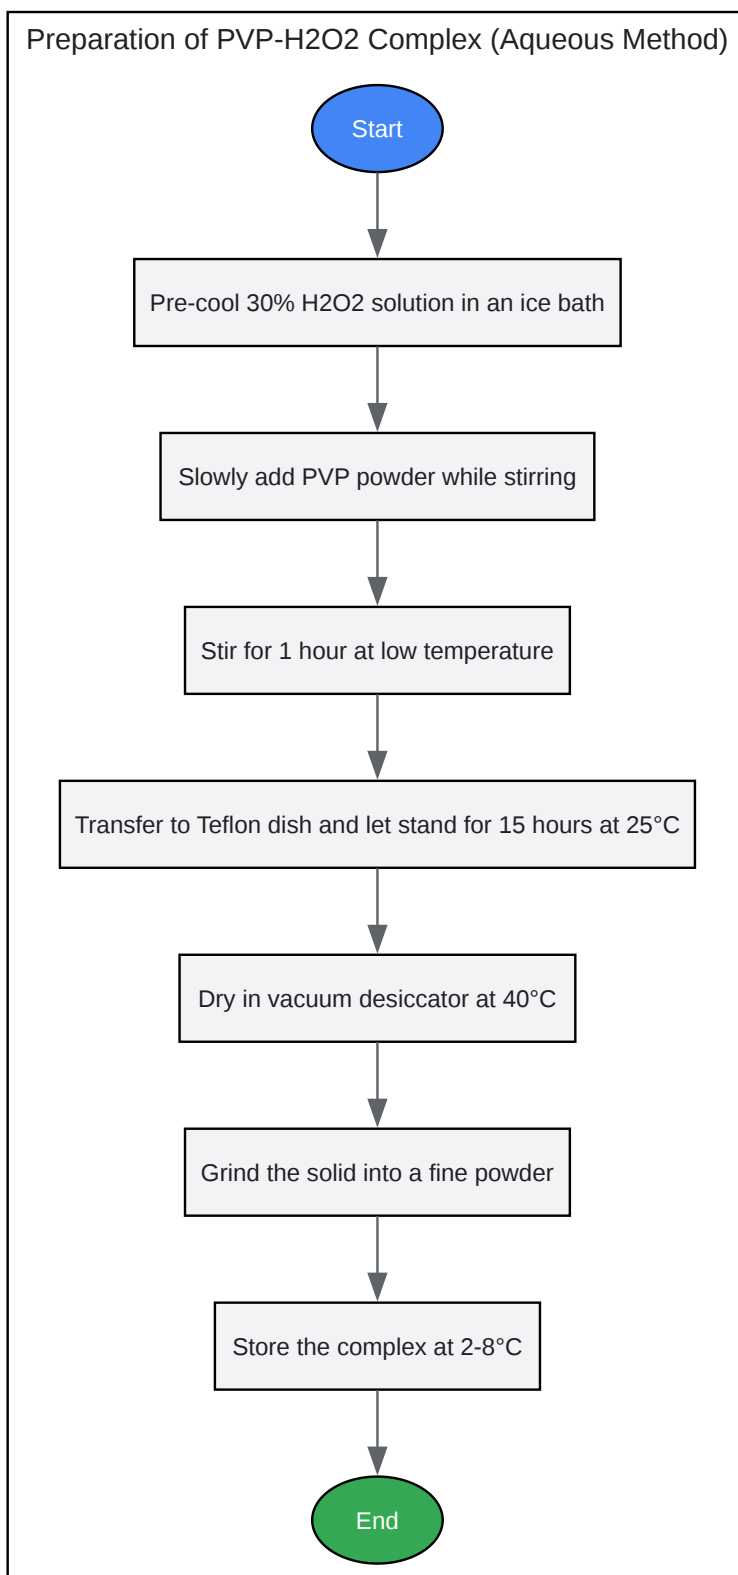 Preparation of PVP-H2O2 Complex (Aqueous Method)
Start
Pre-cool 30% H2O2 solution in an ice bath
Slowly add PVP powder while stirring
Stir for 1 hour at low temperature
Transfer to Teflon dish and let stand for 15 hours at 25°C
Dry in vacuum desiccator at 40°C
Grind the solid into a fine powder
Store the complex at 2-8°C
End